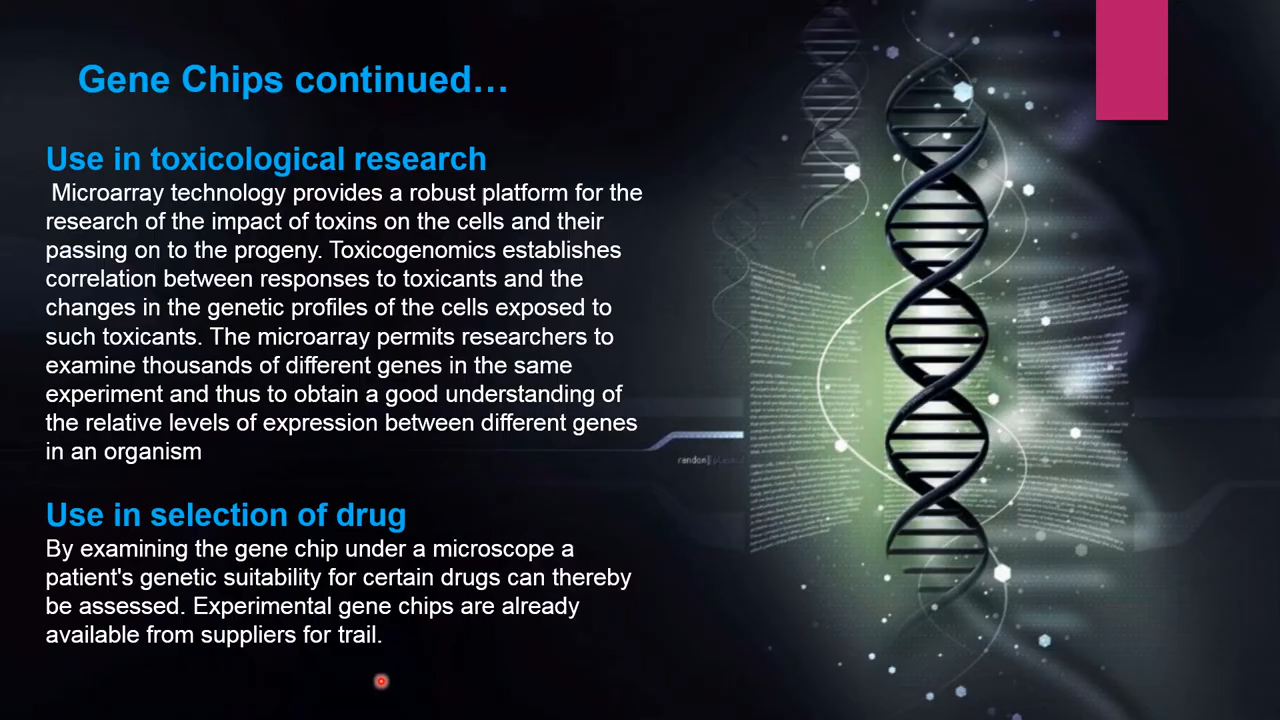 Gene Chips continued…
Use in toxicological research
Microarray technology provides a robust platform for the
research of the impact of toxins on the cells and their
passing on to the progeny. Toxicogenomics establishes
correlation between responses to toxicants and the
changes in the genetic profiles of the cells exposed to
such toxicants. The microarray permits researchers to
examine thousands of different genes in the same
experiment and thus to obtain a good understanding of
the relative levels of expression between different genes
in an organism
Use in selection of drug
By examining the gene chip under a microscope a
patient's genetic suitability for certain drugs can thereby
be assessed. Experimental gene chips are already
available from suppliers for trail.
random